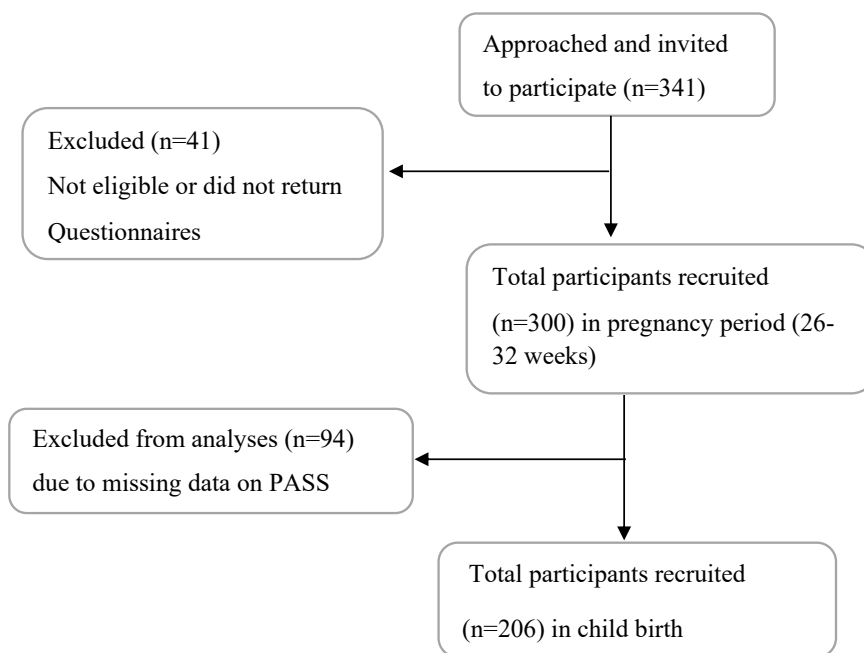 Approached and invited
to participate (n=341)
Excluded (n=41)
Not eligible or did not return
Questionnaires
Total participants recruited
(n=300) in pregnancy period (26-
32 weeks)
Excluded from analyses (n=94)
due to missing data on PASS
Total participants recruited
(n=206) in child birth